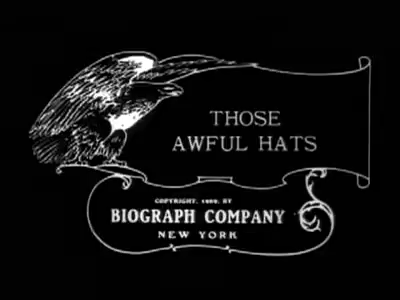 THOSE
AWFUL HATS
COPYRIGHT, 1909, BY
BIOGRAPH COMPANY
NEW YORK